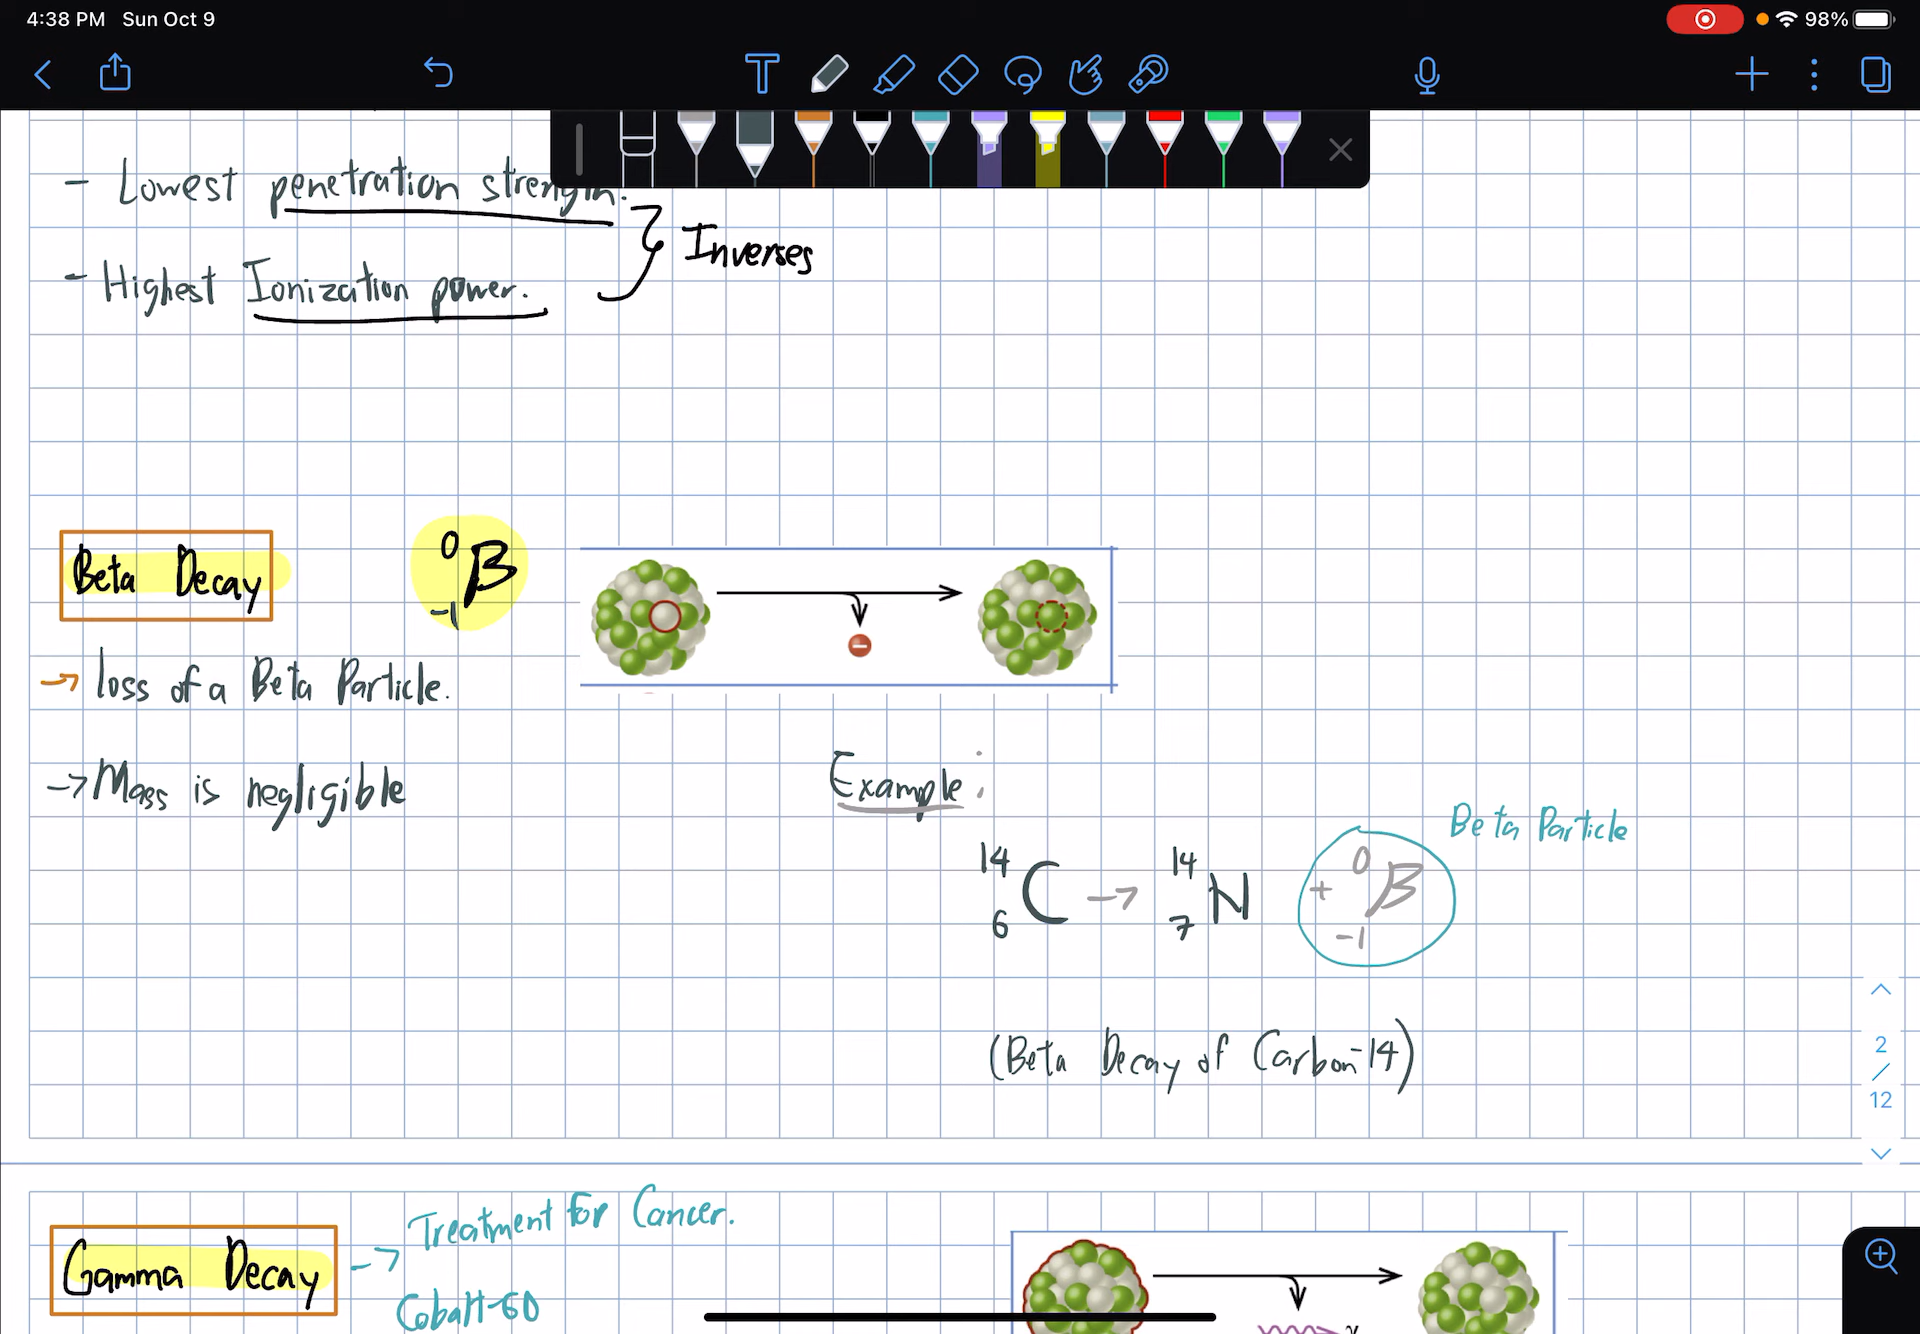 4:38 PM Sun Oct 9
98%
- Lowest penetration strength.
- Highest Ionization power.
Inverses
Beta Decay
0
β
-1
→ loss of a Beta Particle.
→ Mass is negligible
Example:
Beta Particle
14 14 0
C → N + β
6 7 -1
(Beta Decay of Carbon-14)
2
/
12
Gamma Decay → Treatment for Cancer.
Cobalt-60